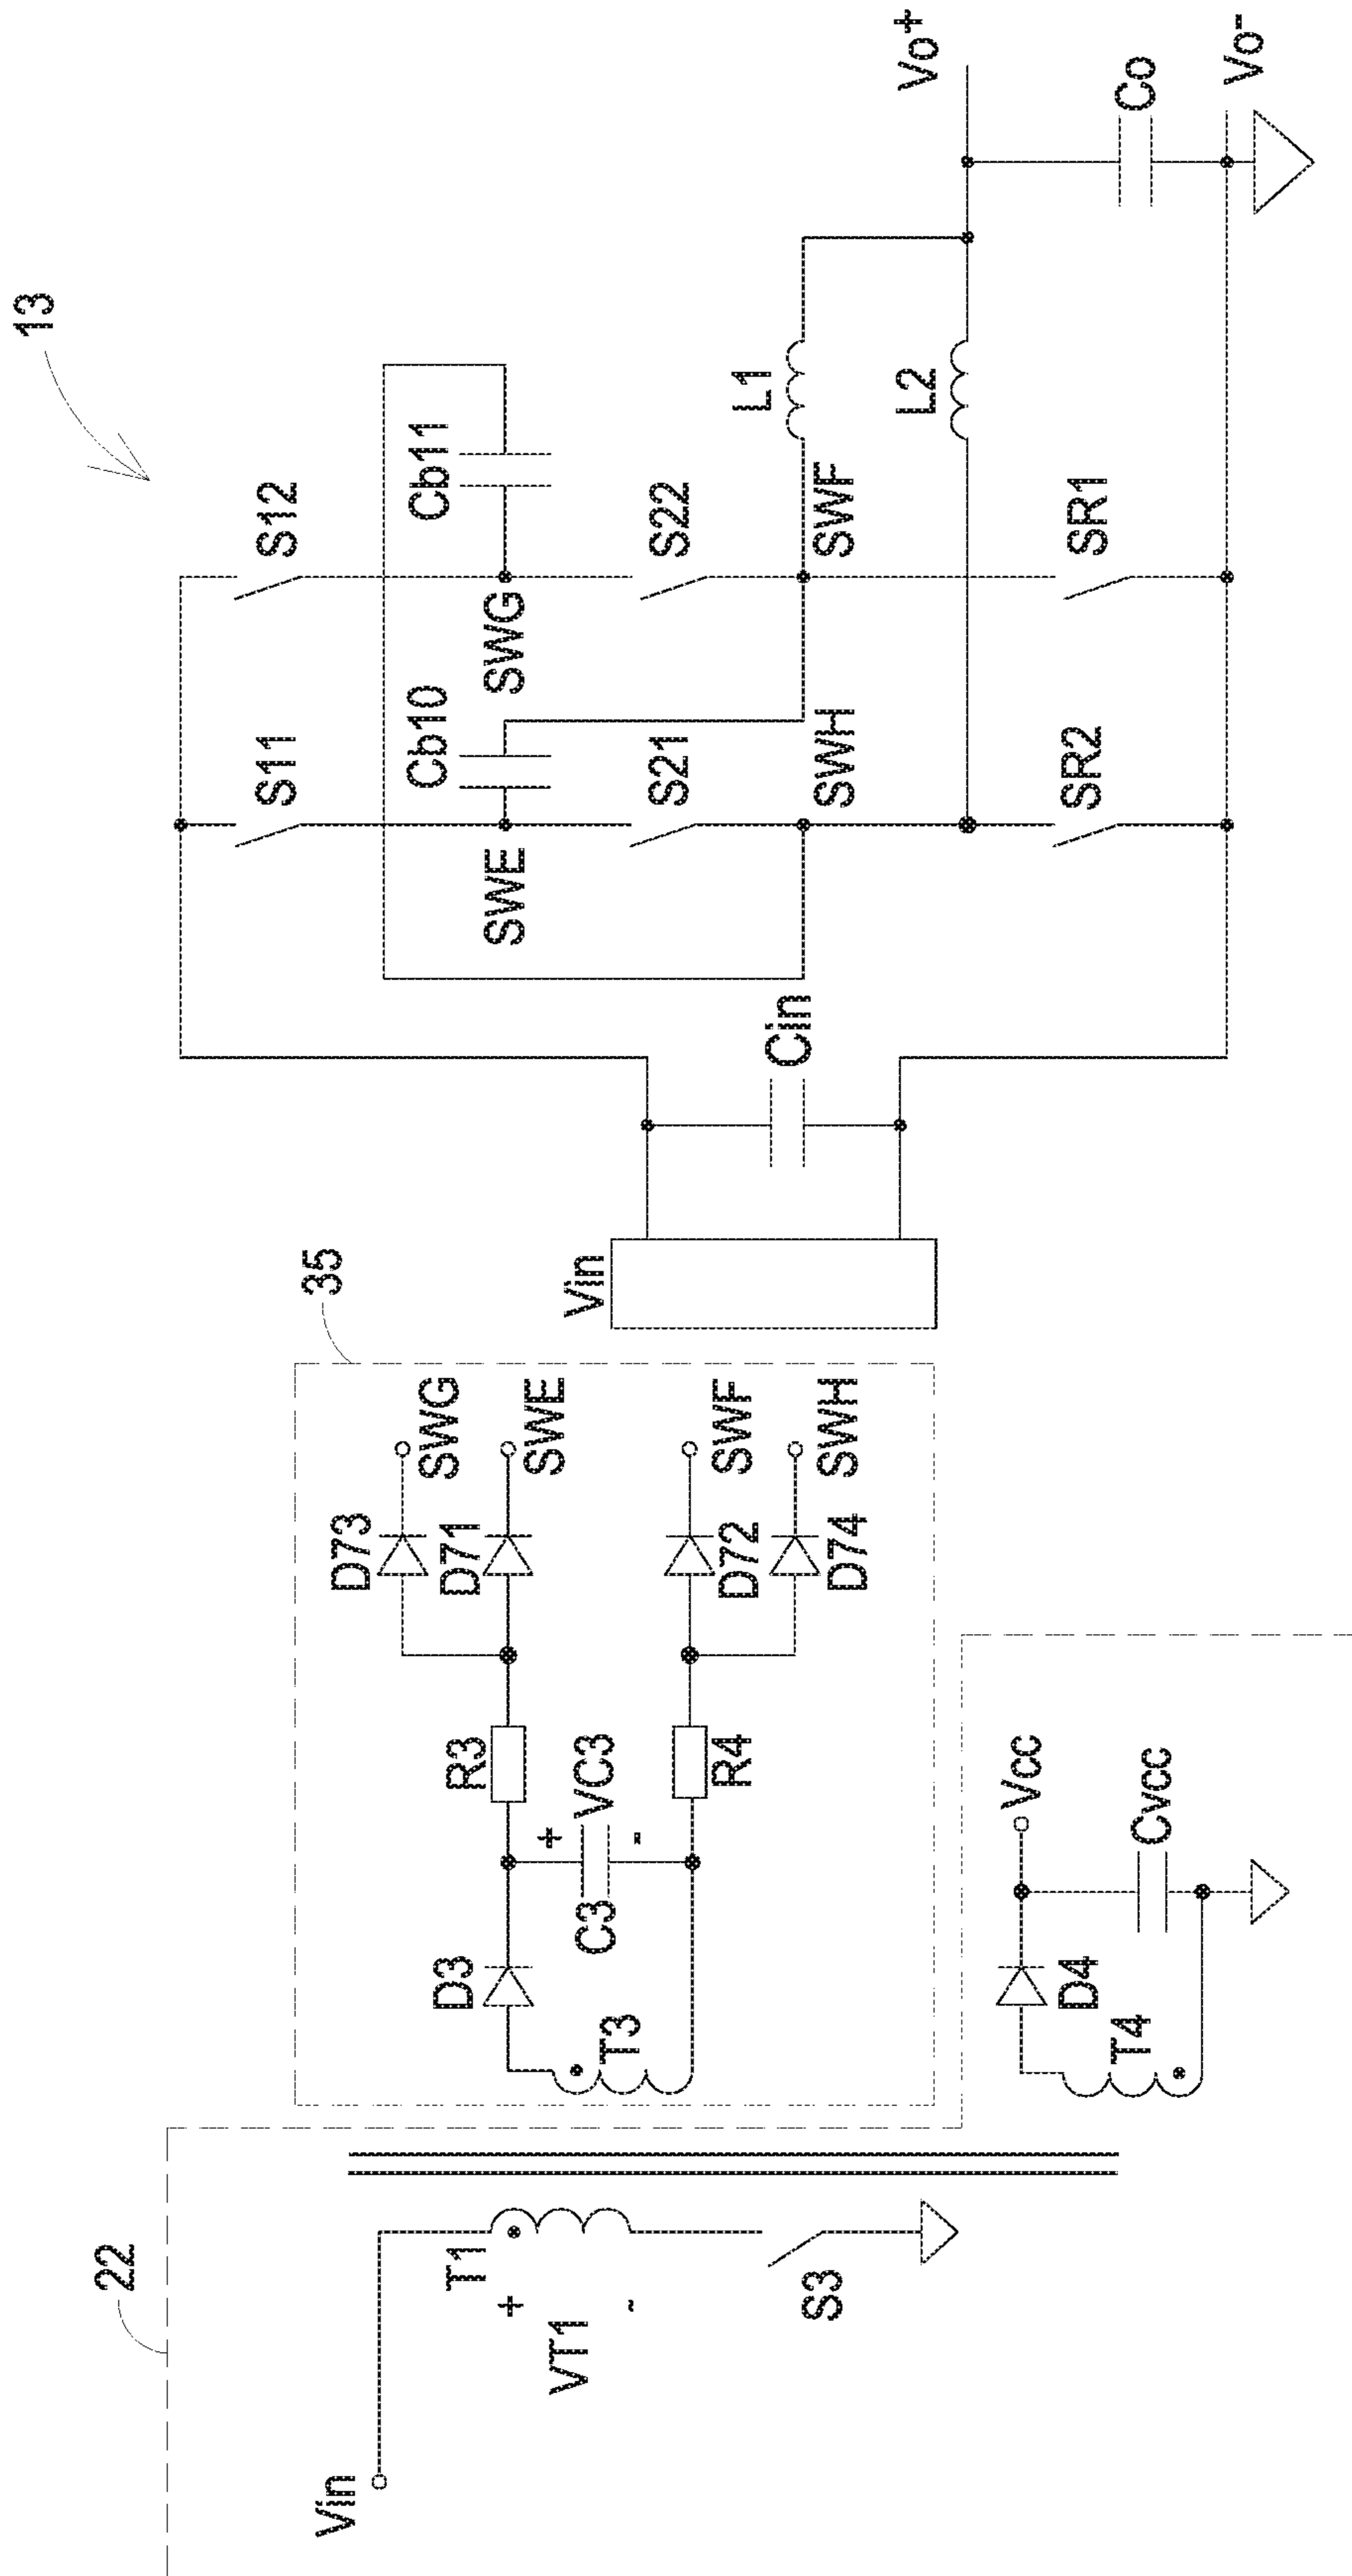 13
S11
S12
Cb10
Cb11
SWE
SWG
S21
S22
L1
SWH
SWF
L2
Vo+
SR2
SR1
Co
Vo-
Vin
Cin
35
D73
SWG
D71
SWE
D3
R3
+
C3
VC3
-
T3
R4
SWF
D72
SWH
D74
22
Vin
T1
+
VT1
-
S3
Vcc
D4
Cvcc
T4